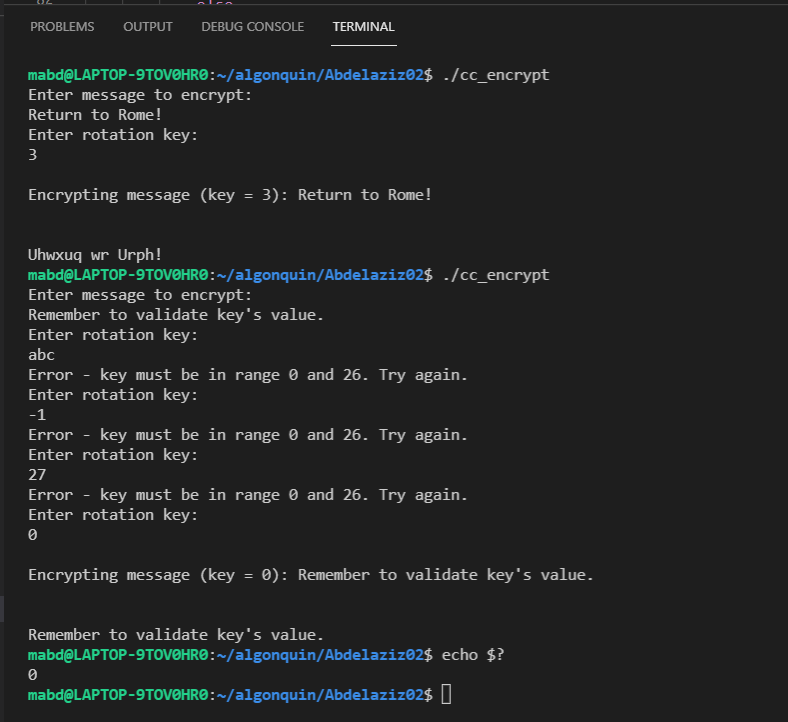 else
PROBLEMS OUTPUT DEBUG CONSOLE TERMINAL
mabd@LAPTOP-9TOV0HR0:~/algonquin/Abdelaziz02$ ./cc_encrypt
Enter message to encrypt:
Return to Rome!
Enter rotation key:
3
Encrypting message (key = 3): Return to Rome!
Uhwxuq wr Urph!
mabd@LAPTOP-9TOV0HR0:~/algonquin/Abdelaziz02$ ./cc_encrypt
Enter message to encrypt:
Remember to validate key's value.
Enter rotation key:
abc
Error - key must be in range 0 and 26. Try again.
Enter rotation key:
-1
Error - key must be in range 0 and 26. Try again.
Enter rotation key:
27
Error - key must be in range 0 and 26. Try again.
Enter rotation key:
0
Encrypting message (key = 0): Remember to validate key's value.
Remember to validate key's value.
mabd@LAPTOP-9TOV0HR0:~/algonquin/Abdelaziz02$ echo $?
0
mabd@LAPTOP-9TOV0HR0:~/algonquin/Abdelaziz02$